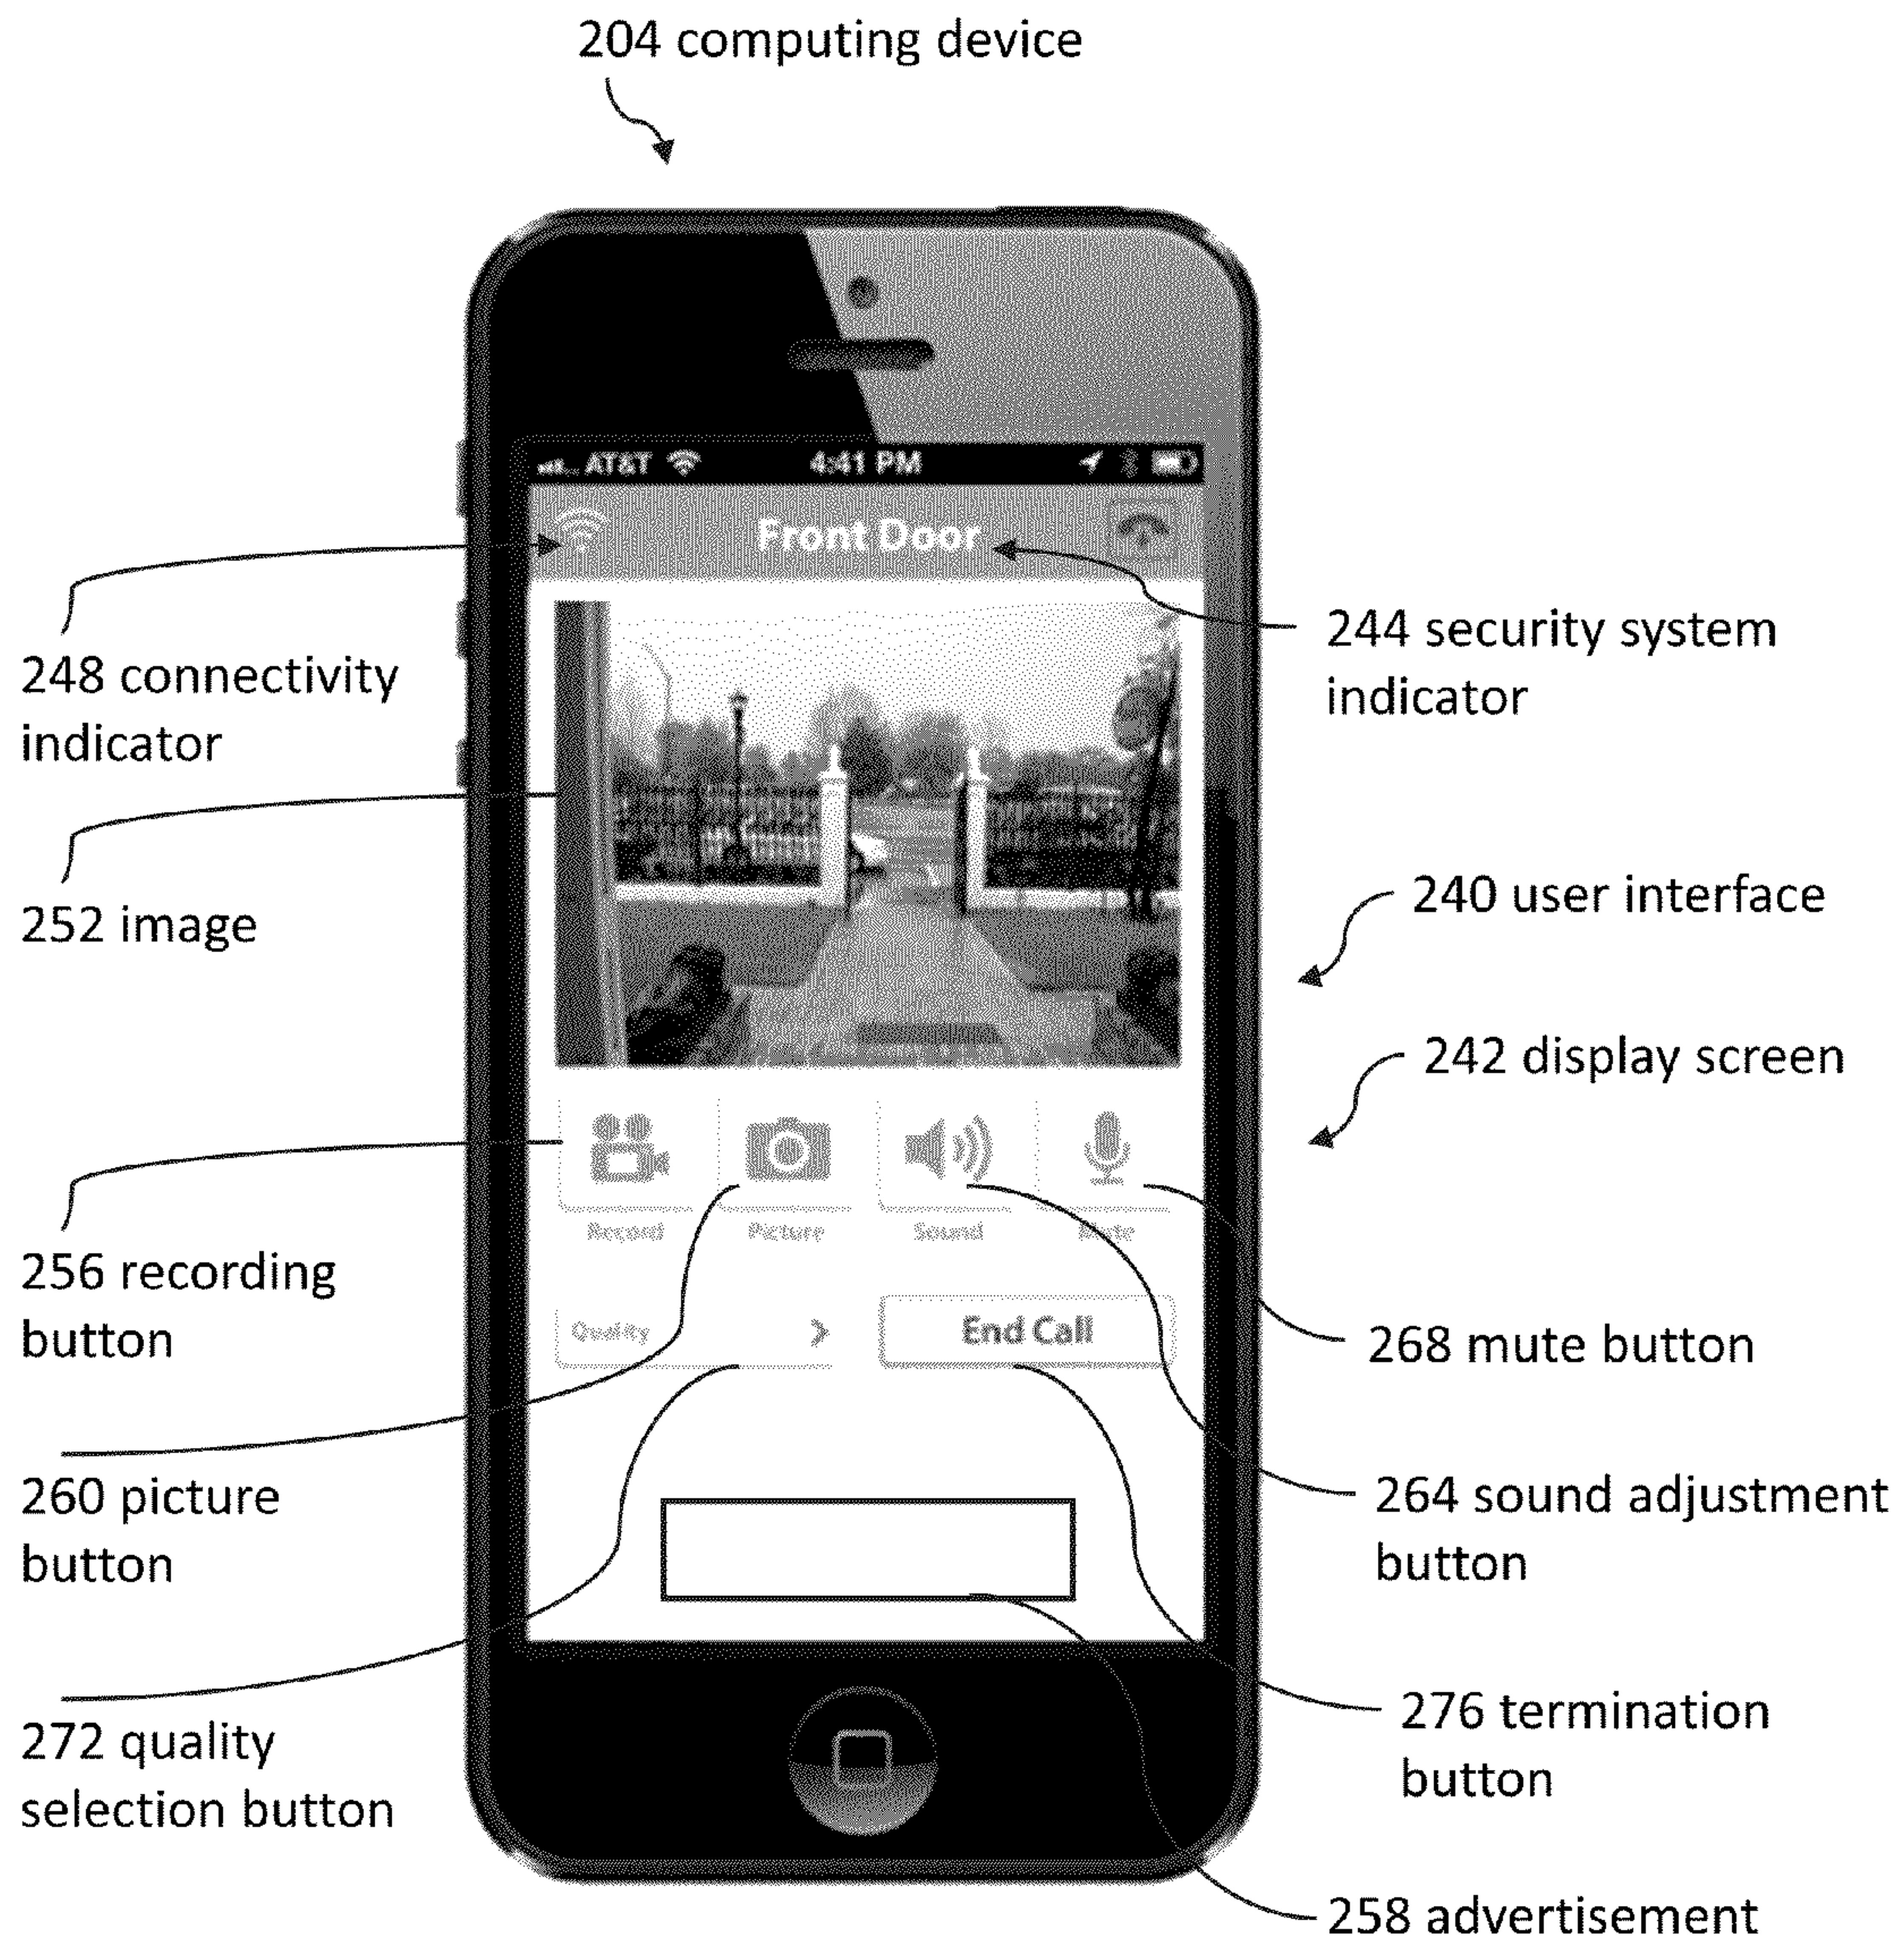 204 computing device
AT&T 4:41 PM
Front Door
248 connectivity
indicator
244 security system
indicator
252 image
240 user interface
242 display screen
Record Picture Sound Mute
256 recording
button
Quality End Call
268 mute button
260 picture
button
264 sound adjustment
button
272 quality
selection button
276 termination
button
258 advertisement